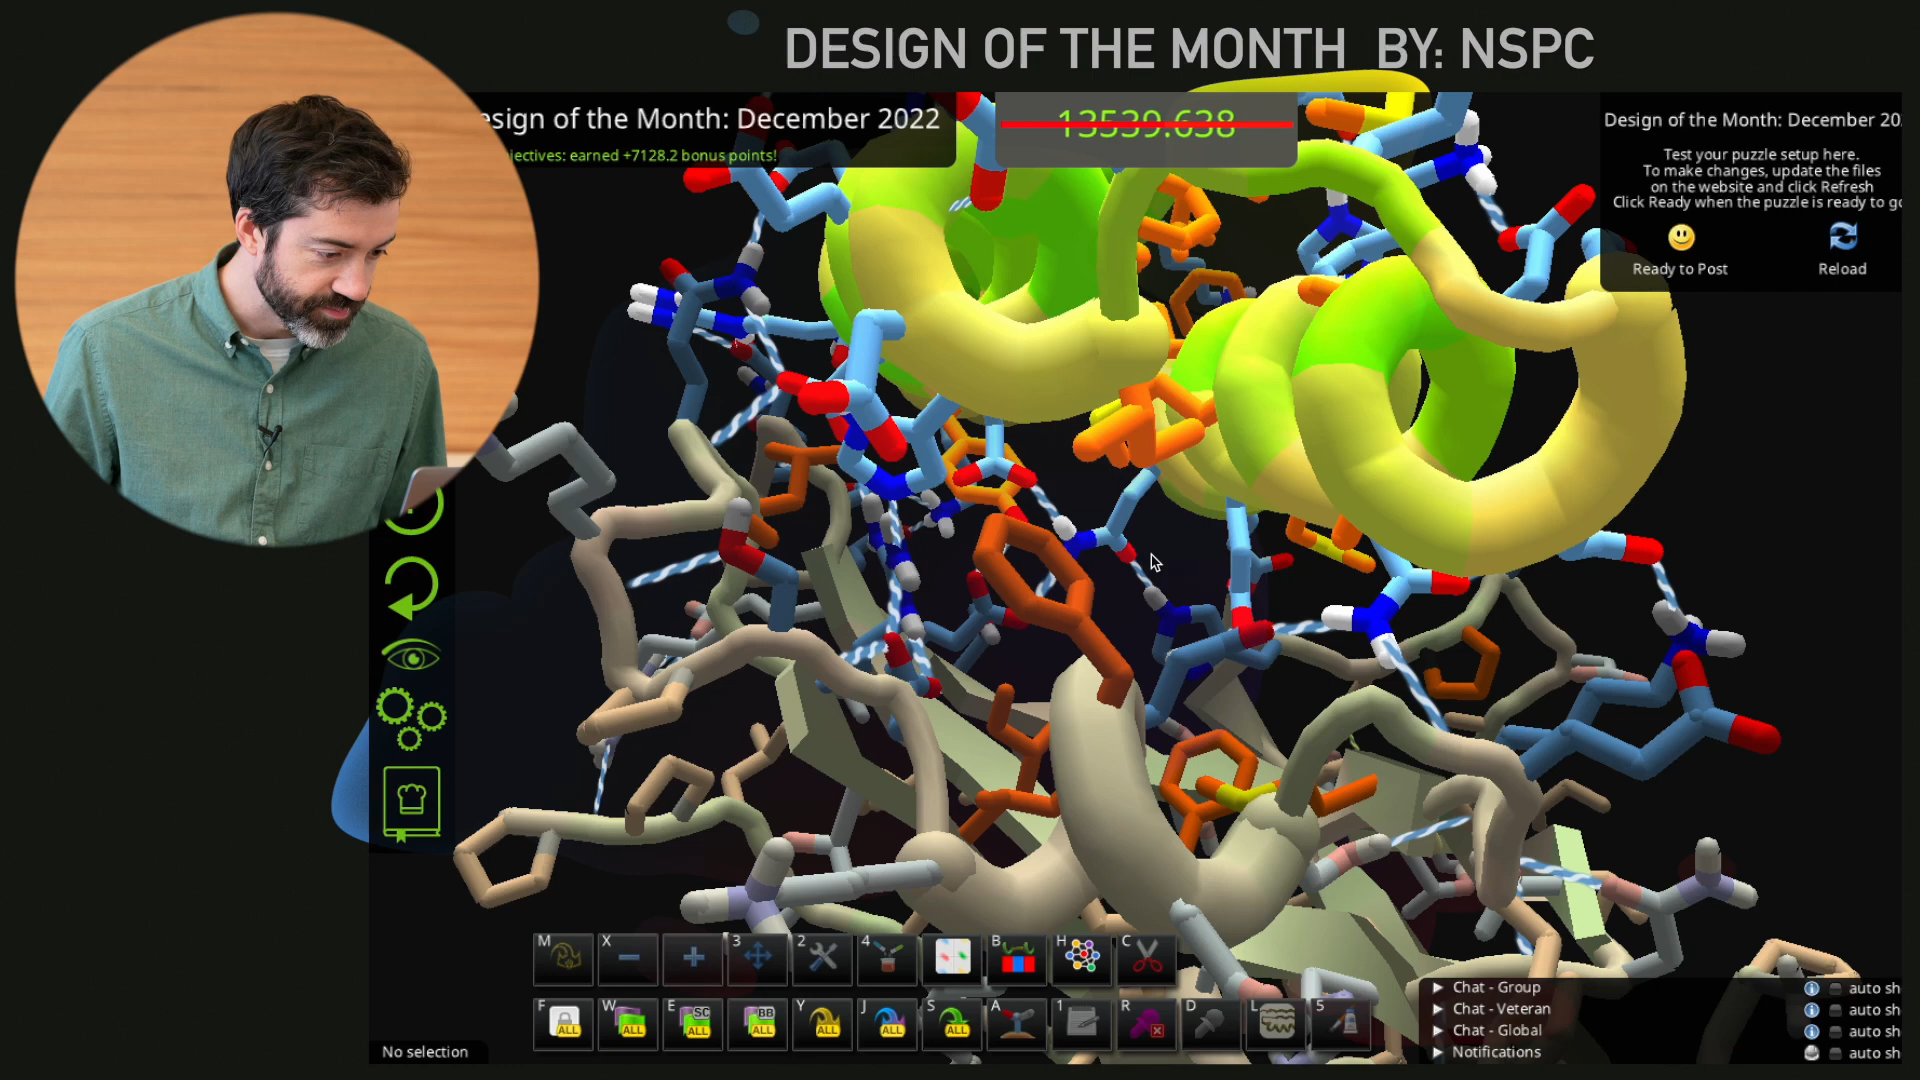 DESIGN OF THE MONTH BY: NSPC
esign of the Month: December 2022
jectives: earned +7128.2 bonus points!
13539.638
Design of the Month: December 20
Test your puzzle setup here.
To make changes, update the files
on the website and click Refresh
Click Ready when the puzzle is ready to go
Ready to Post
Reload
M X 3 2 4 B H C
F ALL W ALL E SC ALL BB ALL Y ALL J ALL S ALL A 1 R D L 5
No selection
Chat - Group auto sh
Chat - Veteran auto sh
Chat - Global auto sh
Notifications auto sh